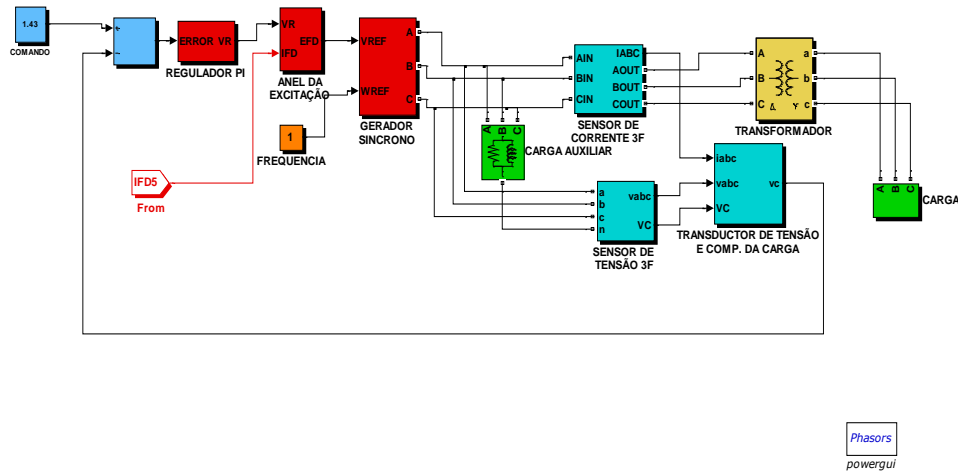 1.43
COMANDO
+
−
ERROR VR
REGULADOR PI
VR
IFD
EFD
ANEL DA
EXCITAÇÃO
1
FREQUENCIA
IFD5
From
VREF
WREF
A
B
C
GERADOR
SINCRONO
A B C
CARGA AUXILIAR
AIN
BIN
CIN
IABC
AOUT
BOUT
COUT
SENSOR DE
CORRENTE 3F
a
b
c
n
vabc
VC
SENSOR DE
TENSÃO 3F
iabc
vabc
VC
vc
TRANSDUCTOR DE TENSÃO
E COMP. DA CARGA
A
B
C
a
b
c
Δ Y
TRANSFORMADOR
A B C
CARGA
Phasors
powergui